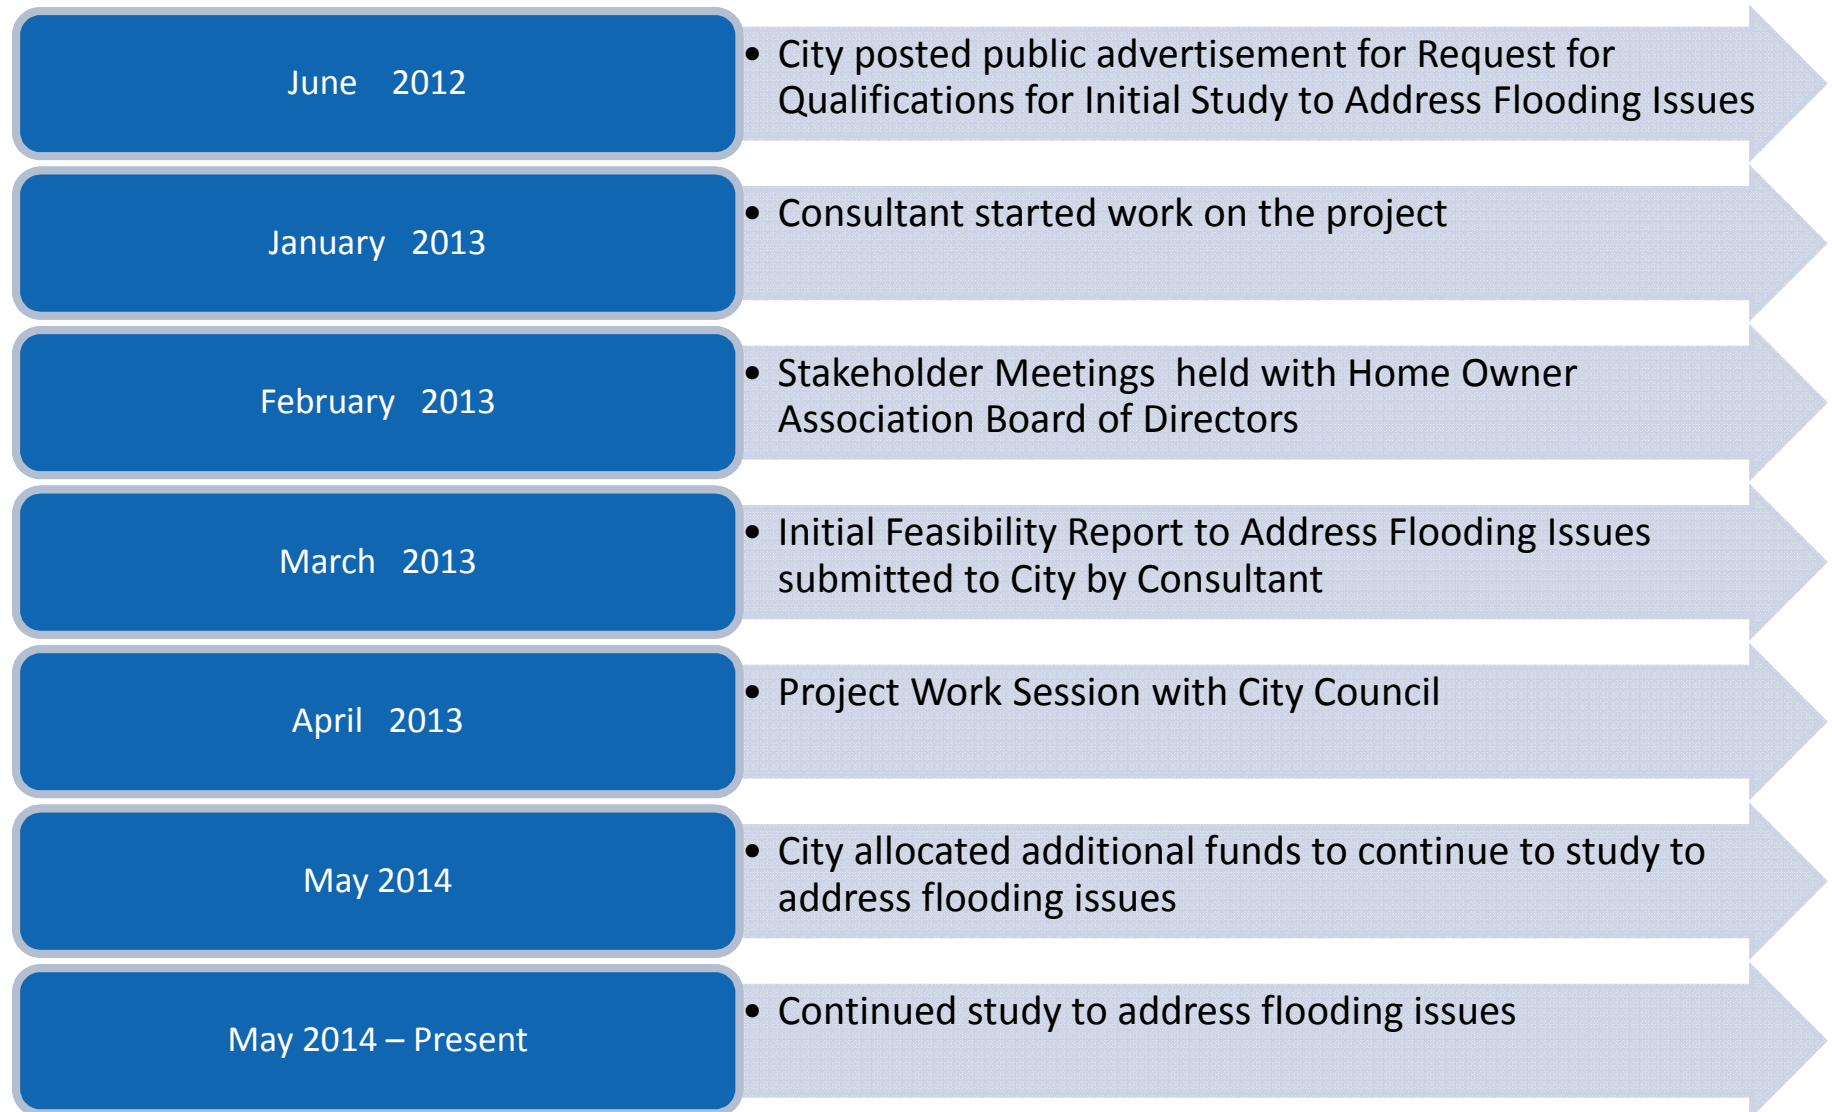 June 2012
• City posted public advertisement for Request for
Qualifications for Initial Study to Address Flooding Issues
January 2013
• Consultant started work on the project
February 2013
• Stakeholder Meetings held with Home Owner
Association Board of Directors
March 2013
• Initial Feasibility Report to Address Flooding Issues
submitted to City by Consultant
April 2013
• Project Work Session with City Council
May 2014
• City allocated additional funds to continue to study to
address flooding issues
May 2014 – Present
• Continued study to address flooding issues